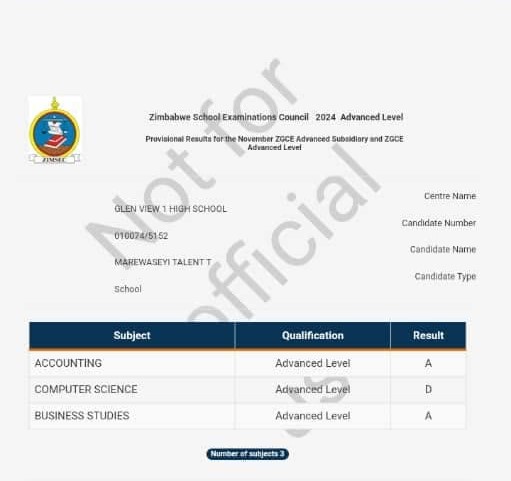 Zimbabwe School Examinations Council 2024 Advanced Level
Provisional Results for the November ZGCE Advanced Subsidiary and ZGCE
Advanced Level
ZIMSEC
Centre Name
GLEN VIEW 1 HIGH SCHOOL
Candidate Number
010074/5152
Candidate Name
MAREWASEYI TALENT T
Candidate Type
School
Not for
official
us
Subject Qualification Result
ACCOUNTING Advanced Level A
COMPUTER SCIENCE Advanced Level D
BUSINESS STUDIES Advanced Level A
Number of subjects 3